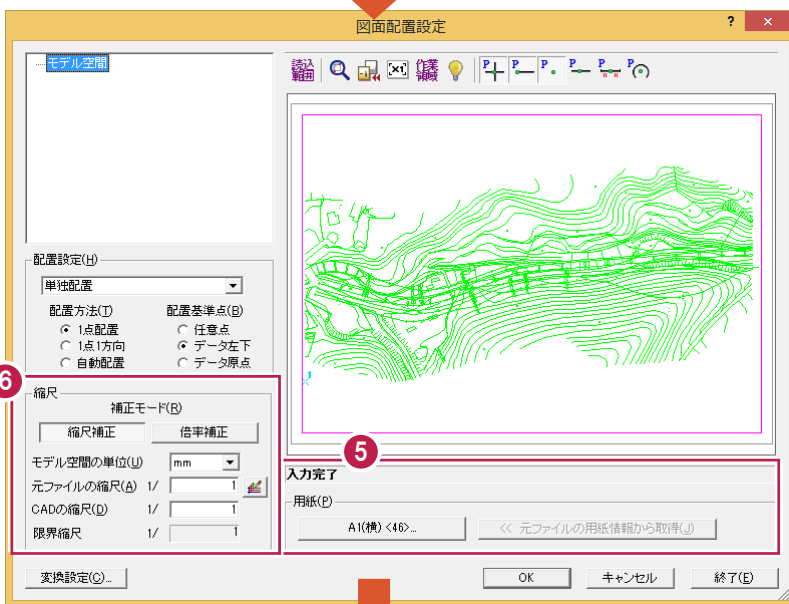 図面配置設定
? ×
モデル空間
読込範囲
作業領域
P P P P P P
1
配置設定(H)
単独配置
配置方法(T) 配置基準点(B)
1点配置 任意点
1点1方向 データ左下
自動配置 データ原点
6
縮尺
補正モード(R)
縮尺補正 倍率補正
モデル空間の単位(U) mm
元ファイルの縮尺(A) 1/ 1
CADの縮尺(D) 1/ 1
限界縮尺 1/ 1
5
入力完了
用紙(P)
A1(横) <46>... << 元ファイルの用紙情報から取得(J)
変換設定(C)... OK キャンセル 終了(E)